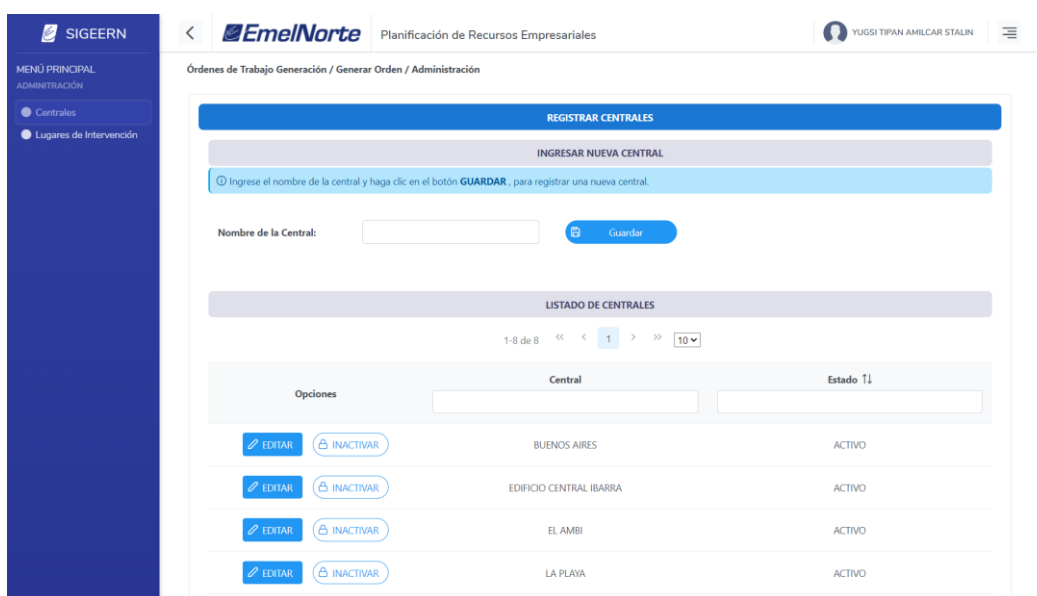 SIGEERN
EmelNorte
Planificación de Recursos Empresariales
YUGSI TIPAN AMILCAR STALIN
MENÚ PRINCIPAL
ADMINITRACIÓN
Centrales
Lugares de Intervención
Órdenes de Trabajo Generación / Generar Orden / Administración
REGISTRAR CENTRALES
INGRESAR NUEVA CENTRAL
Ingrese el nombre de la central y haga clic en el botón GUARDAR , para registrar una nueva central.
Nombre de la Central:
Guardar
LISTADO DE CENTRALES
1-8 de 8 << < 1 > >> 10
Opciones Central Estado ↑↓
EDITAR INACTIVAR BUENOS AIRES ACTIVO
EDITAR INACTIVAR EDIFICIO CENTRAL IBARRA ACTIVO
EDITAR INACTIVAR EL AMBI ACTIVO
EDITAR INACTIVAR LA PLAYA ACTIVO